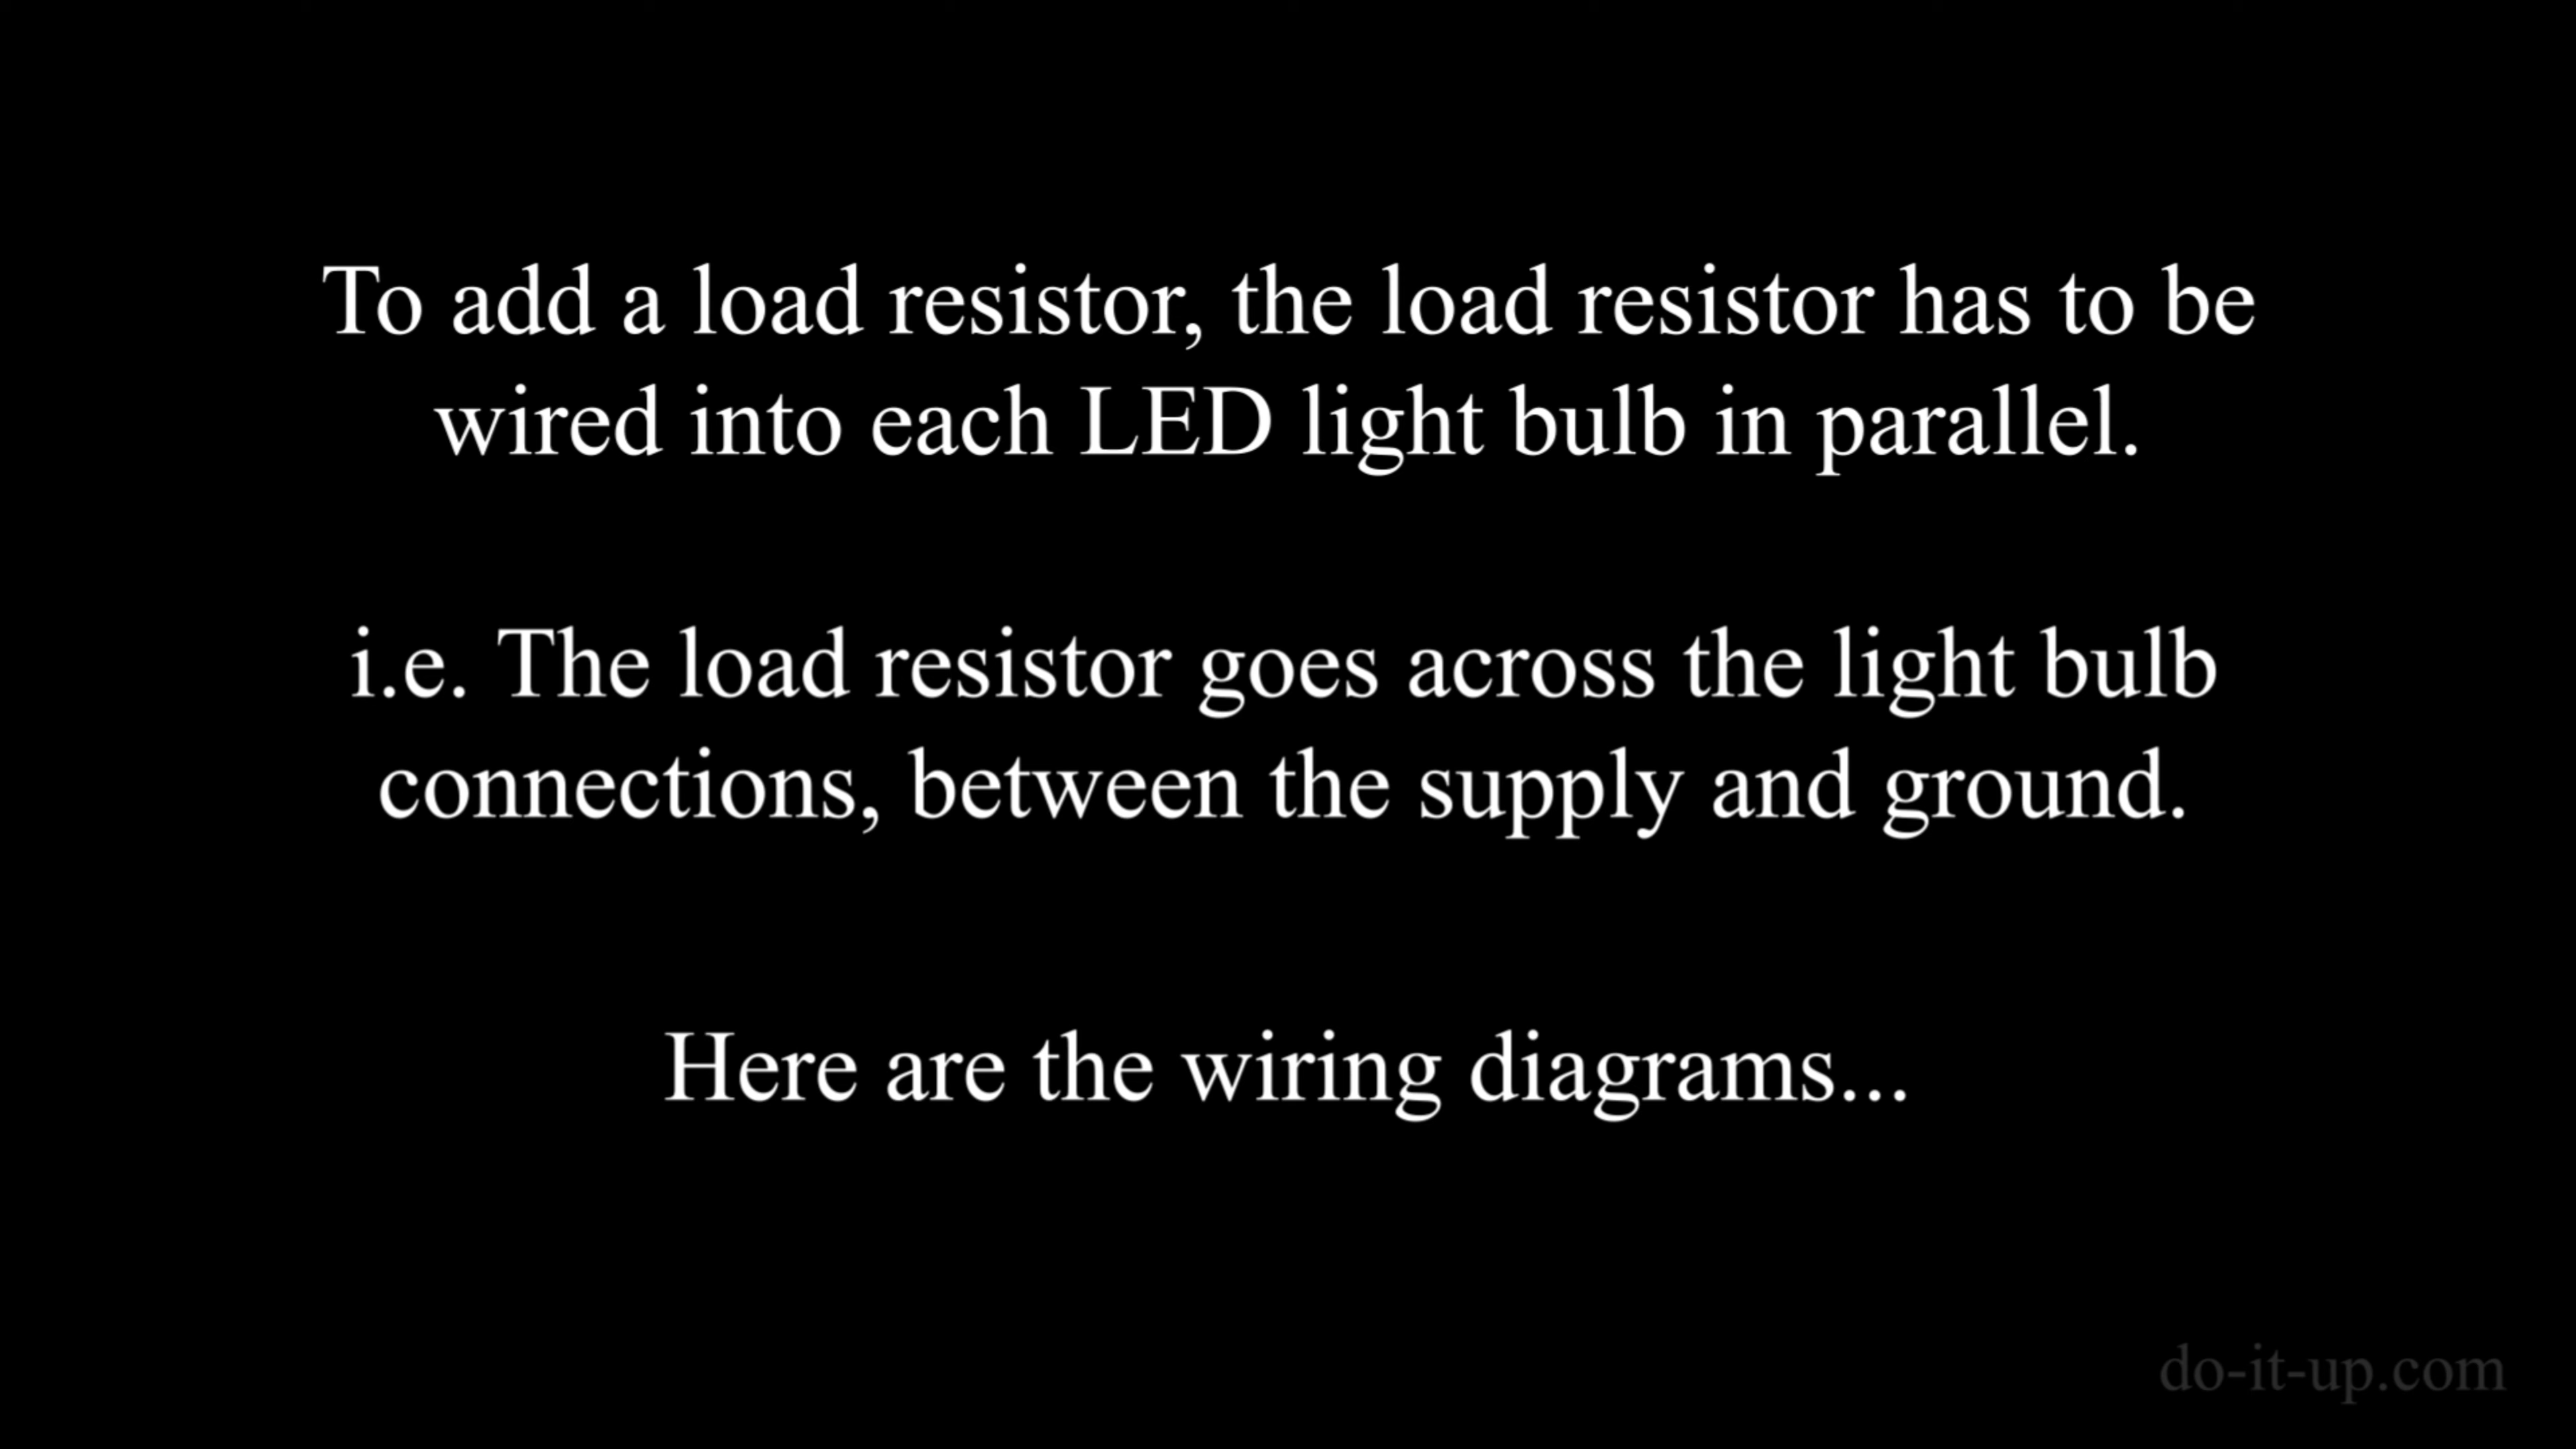 To add a load resistor, the load resistor has to be
wired into each LED light bulb in parallel.
i.e. The load resistor goes across the light bulb
connections, between the supply and ground.
Here are the wiring diagrams...
do-it-up.com